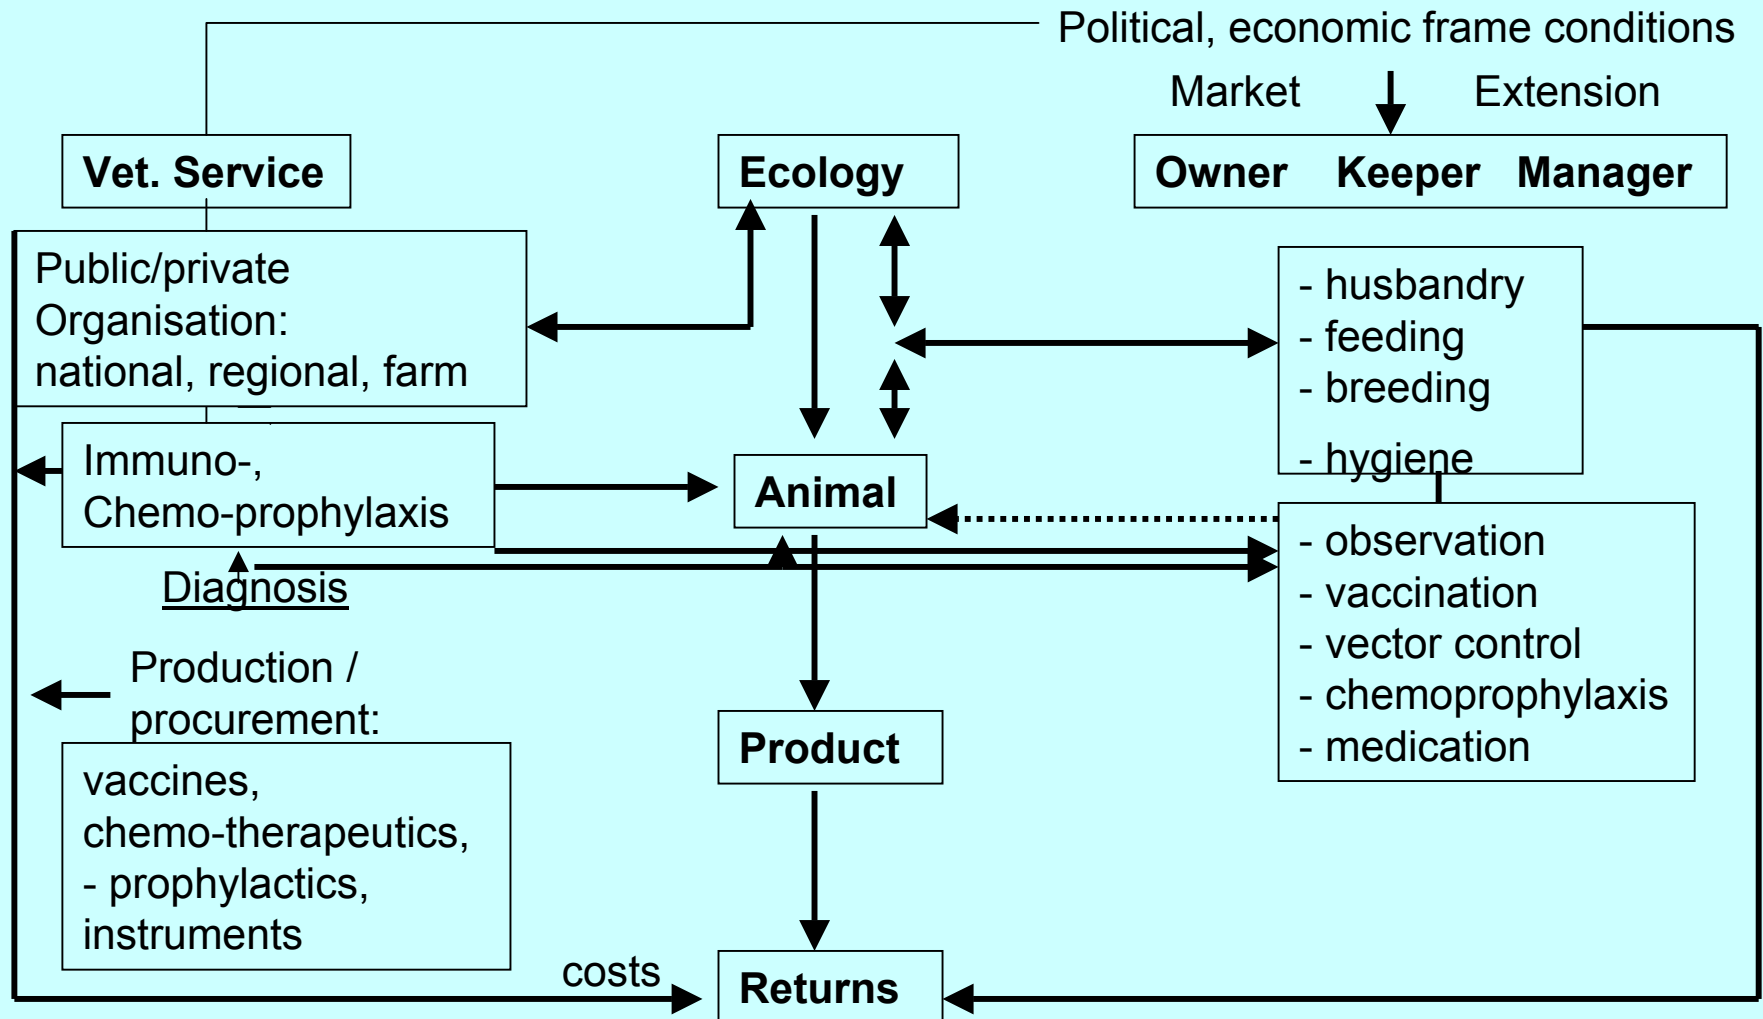 Political, economic frame conditions
Market Extension
Vet. Service
Ecology
Owner Keeper Manager
Public/private
Organisation:
national, regional, farm
- husbandry
- feeding
- breeding
- hygiene
Immuno-,
Chemo-prophylaxis
Animal
Diagnosis
- observation
- vaccination
- vector control
- chemoprophylaxis
- medication
Production /
procurement:
Product
vaccines,
chemo-therapeutics,
- prophylactics,
instruments
costs
Returns